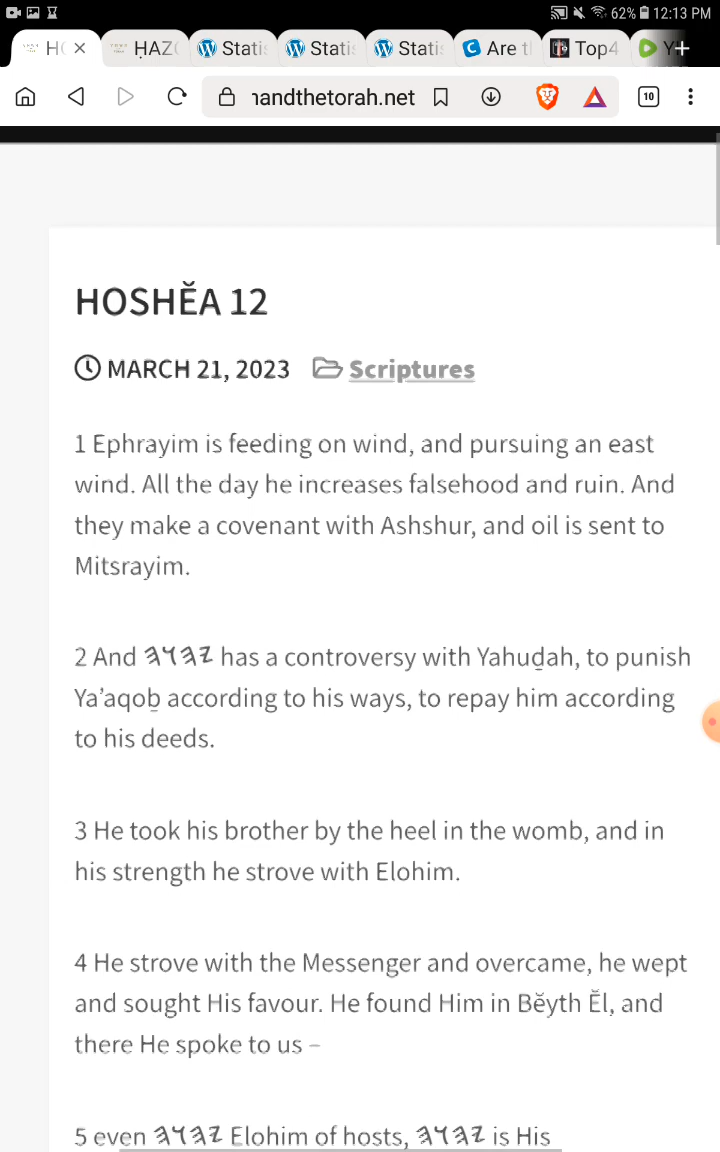 62% 12:13 PM
HO ḤAZO Statis Statis Statis Are t Top4 Y
handthetorah.net 10
HOSHĔA 12
MARCH 21, 2023 Scriptures
1 Ephrayim is feeding on wind, and pursuing an east
wind. All the day he increases falsehood and ruin. And
they make a covenant with Ashshur, and oil is sent to
Mitsrayim.
2 And 𐤉𐤄𐤅𐤄 has a controversy with Yahuḏah, to punish
Ya’aqoḇ according to his ways, to repay him according
to his deeds.
3 He took his brother by the heel in the womb, and in
his strength he strove with Elohim.
4 He strove with the Messenger and overcame, he wept
and sought His favour. He found Him in Bĕyth Ĕl, and
there He spoke to us –
5 even 𐤉𐤄𐤅𐤄 Elohim of hosts, 𐤉𐤄𐤅𐤄 is His